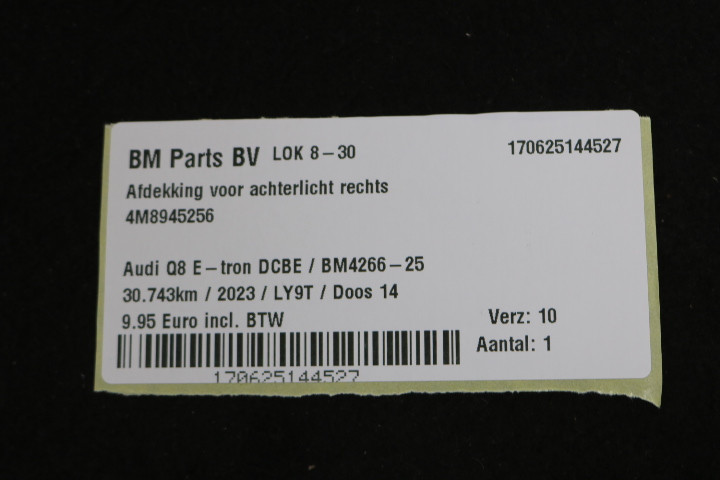 BM Parts BV LOK 8-30 170625144527
Afdekking voor achterlicht rechts
4M8945256
Audi Q8 E-tron DCBE / BM4266-25
30.743km / 2023 / LY9T / Doos 14
9.95 Euro incl. BTW Verz: 10
Aantal: 1
170625144527